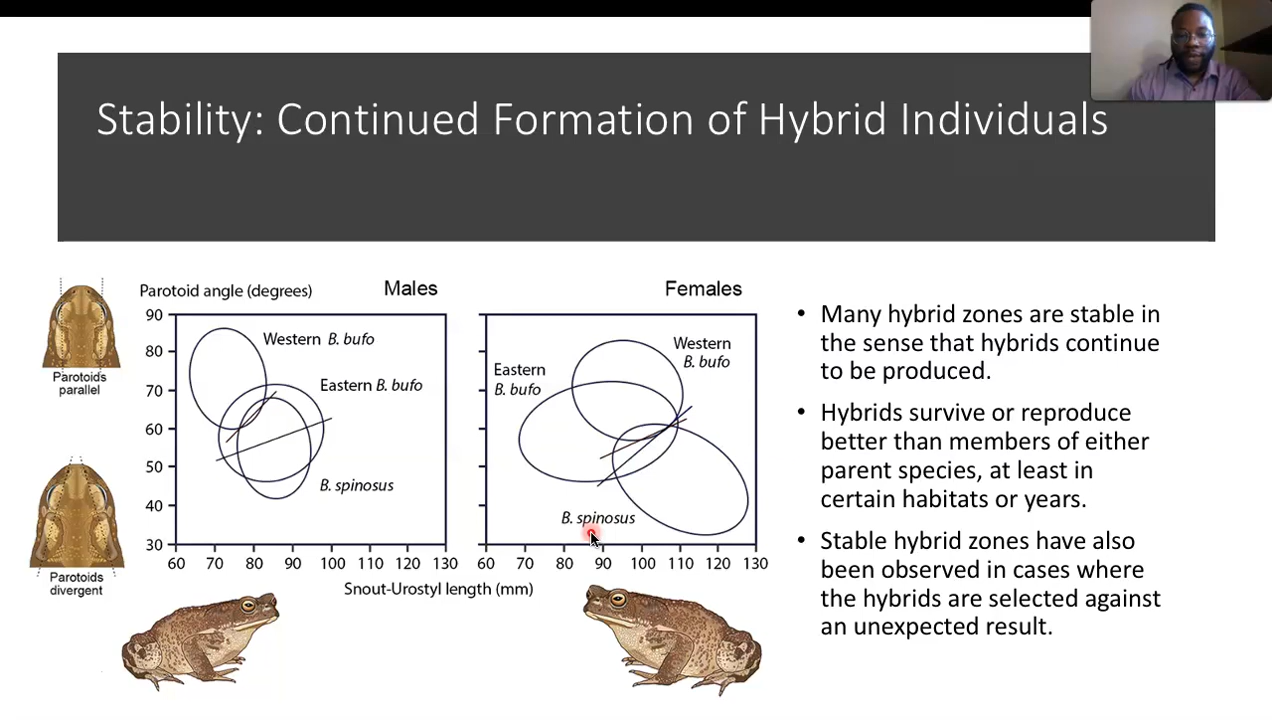 Stability: Continued Formation of Hybrid Individuals
Parotoids
parallel
Parotoids
divergent
Parotoid angle (degrees)
Males
90
80
70
60
50
40
30
Western B. bufo
Eastern B. bufo
B. spinosus
60 70 80 90 100 110 120 130
Females
Western
B. bufo
Eastern
B. bufo
B. spinosus
60 70 80 90 100 110 120 130
Snout-Urostyl length (mm)
• Many hybrid zones are stable in
the sense that hybrids continue
to be produced.
• Hybrids survive or reproduce
better than members of either
parent species, at least in
certain habitats or years.
• Stable hybrid zones have also
been observed in cases where
the hybrids are selected against
an unexpected result.